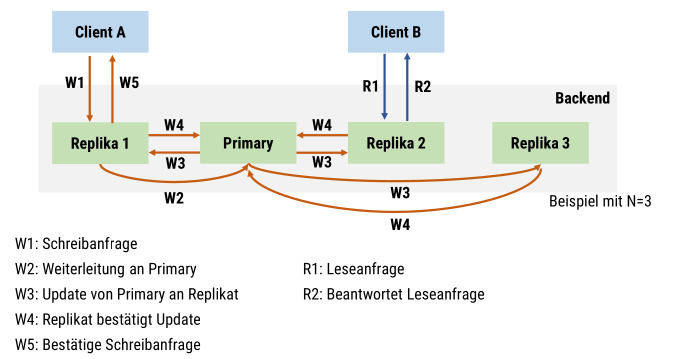 Client A
Client B
W1
W5
R1
R2
Backend
Replika 1
W4
W3
Primary
W4
W3
Replika 2
Replika 3
W2
W3
W4
Beispiel mit N=3
W1: Schreibanfrage
W2: Weiterleitung an Primary
W3: Update von Primary an Replikat
W4: Replikat bestätigt Update
W5: Bestätige Schreibanfrage
R1: Leseanfrage
R2: Beantwortet Leseanfrage